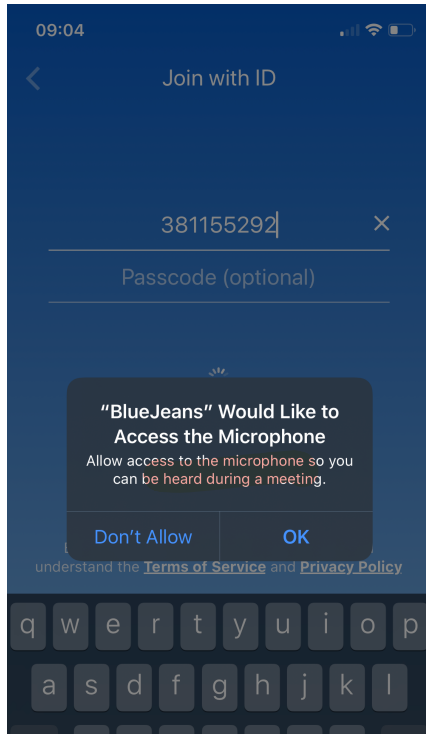 09:04
Join with ID
381155292
Passcode (optional)
“BlueJeans” Would Like to
Access the Microphone
Allow access to the microphone so you
can be heard during a meeting.
Don’t Allow OK
understand the Terms of Service and Privacy Policy
q w e r t y u i o p
a s d f g h j k l